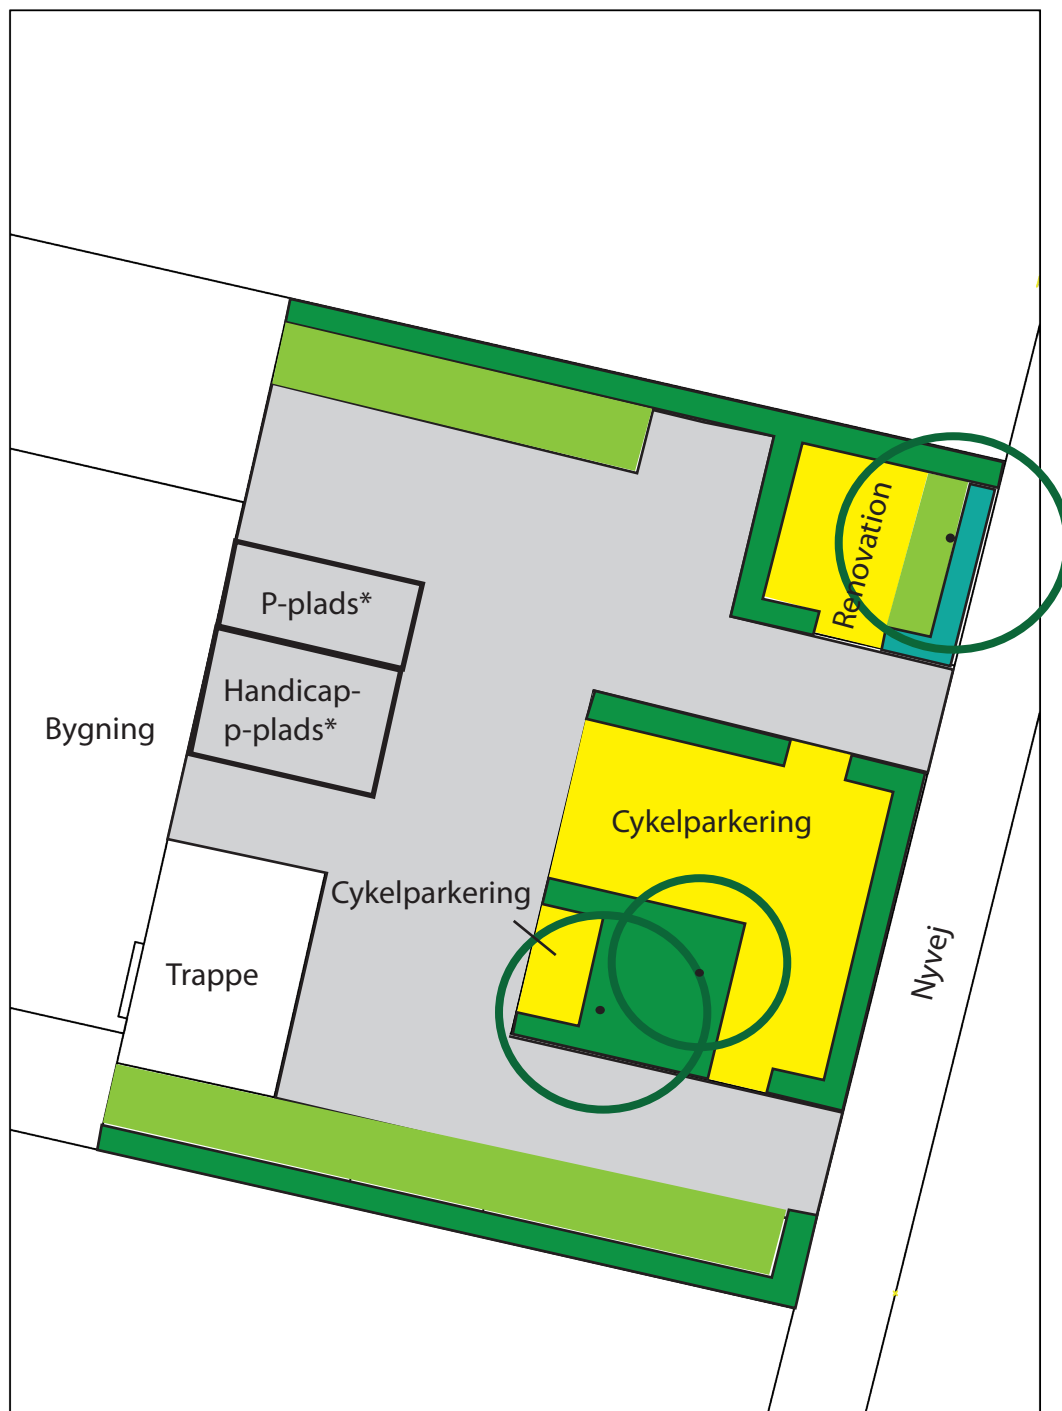 Renovation
P-plads*
Handicap-
p-plads*
Bygning
Cykelparkering
Cykelparkering
Nyvej
Trappe